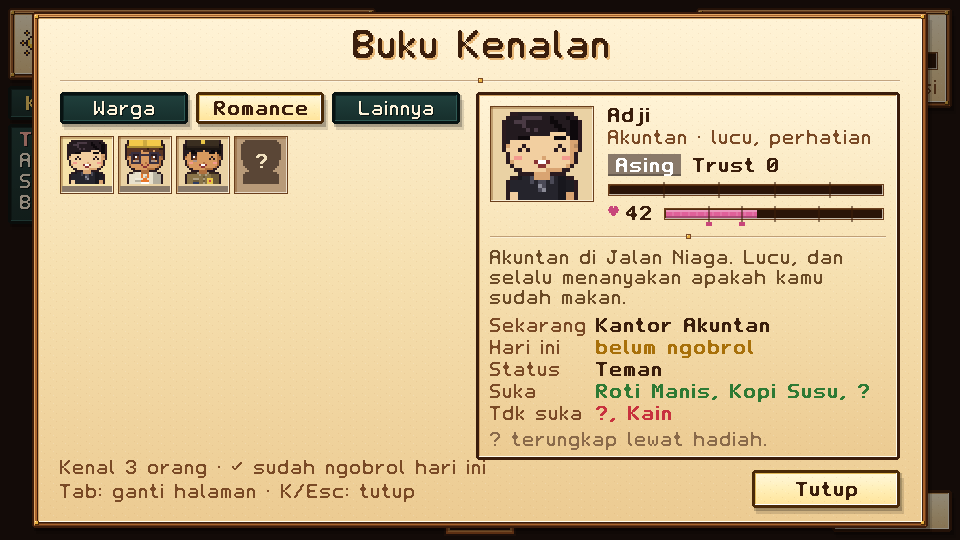 Buku Kenalan
Warga
Romance
Lainnya
?
Adji
Akuntan · lucu, perhatian
Asing Trust 0
42
Akuntan di Jalan Niaga. Lucu, dan
selalu menanyakan apakah kamu
sudah makan.
Sekarang Kantor Akuntan
Hari ini belum ngobrol
Status Teman
Suka Roti Manis, Kopi Susu, ?
Tdk suka ?, Kain
? terungkap lewat hadiah.
Kenal 3 orang · ✓ sudah ngobrol hari ini
Tab: ganti halaman · K/Esc: tutup
Tutup